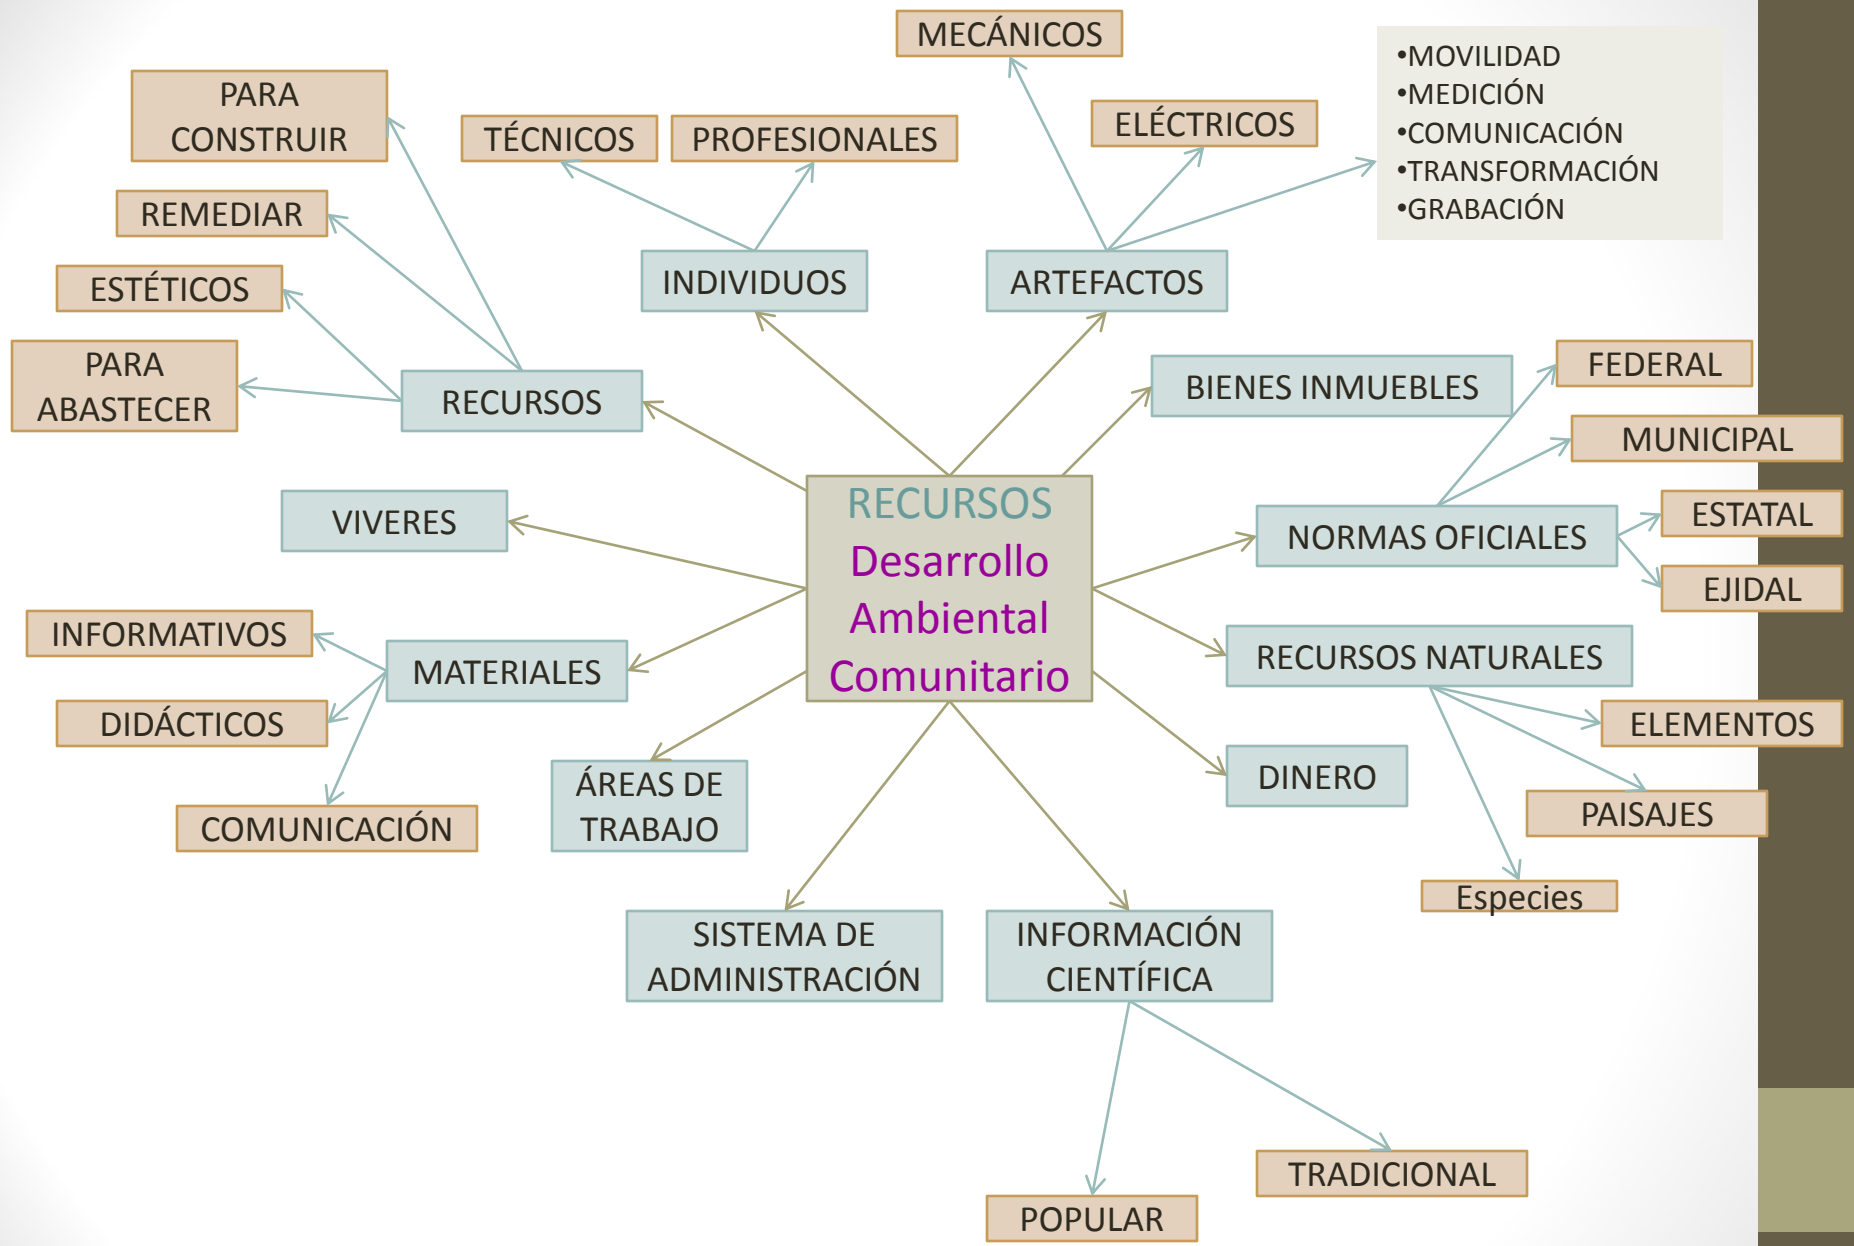 MECÁNICOS
•MOVILIDAD
•MEDICIÓN
•COMUNICACIÓN
•TRANSFORMACIÓN
•GRABACIÓN
PARA
CONSTRUIR
TÉCNICOS
PROFESIONALES
ELÉCTRICOS
REMEDIAR
ESTÉTICOS
INDIVIDUOS
ARTEFACTOS
PARA
ABASTECER
RECURSOS
BIENES INMUEBLES
FEDERAL
MUNICIPAL
VIVERES
RECURSOS
Desarrollo
Ambiental
Comunitario
NORMAS OFICIALES
ESTATAL
EJIDAL
INFORMATIVOS
MATERIALES
RECURSOS NATURALES
DIDÁCTICOS
ELEMENTOS
COMUNICACIÓN
ÁREAS DE
TRABAJO
DINERO
PAISAJES
Especies
SISTEMA DE
ADMINISTRACIÓN
INFORMACIÓN
CIENTÍFICA
TRADICIONAL
POPULAR